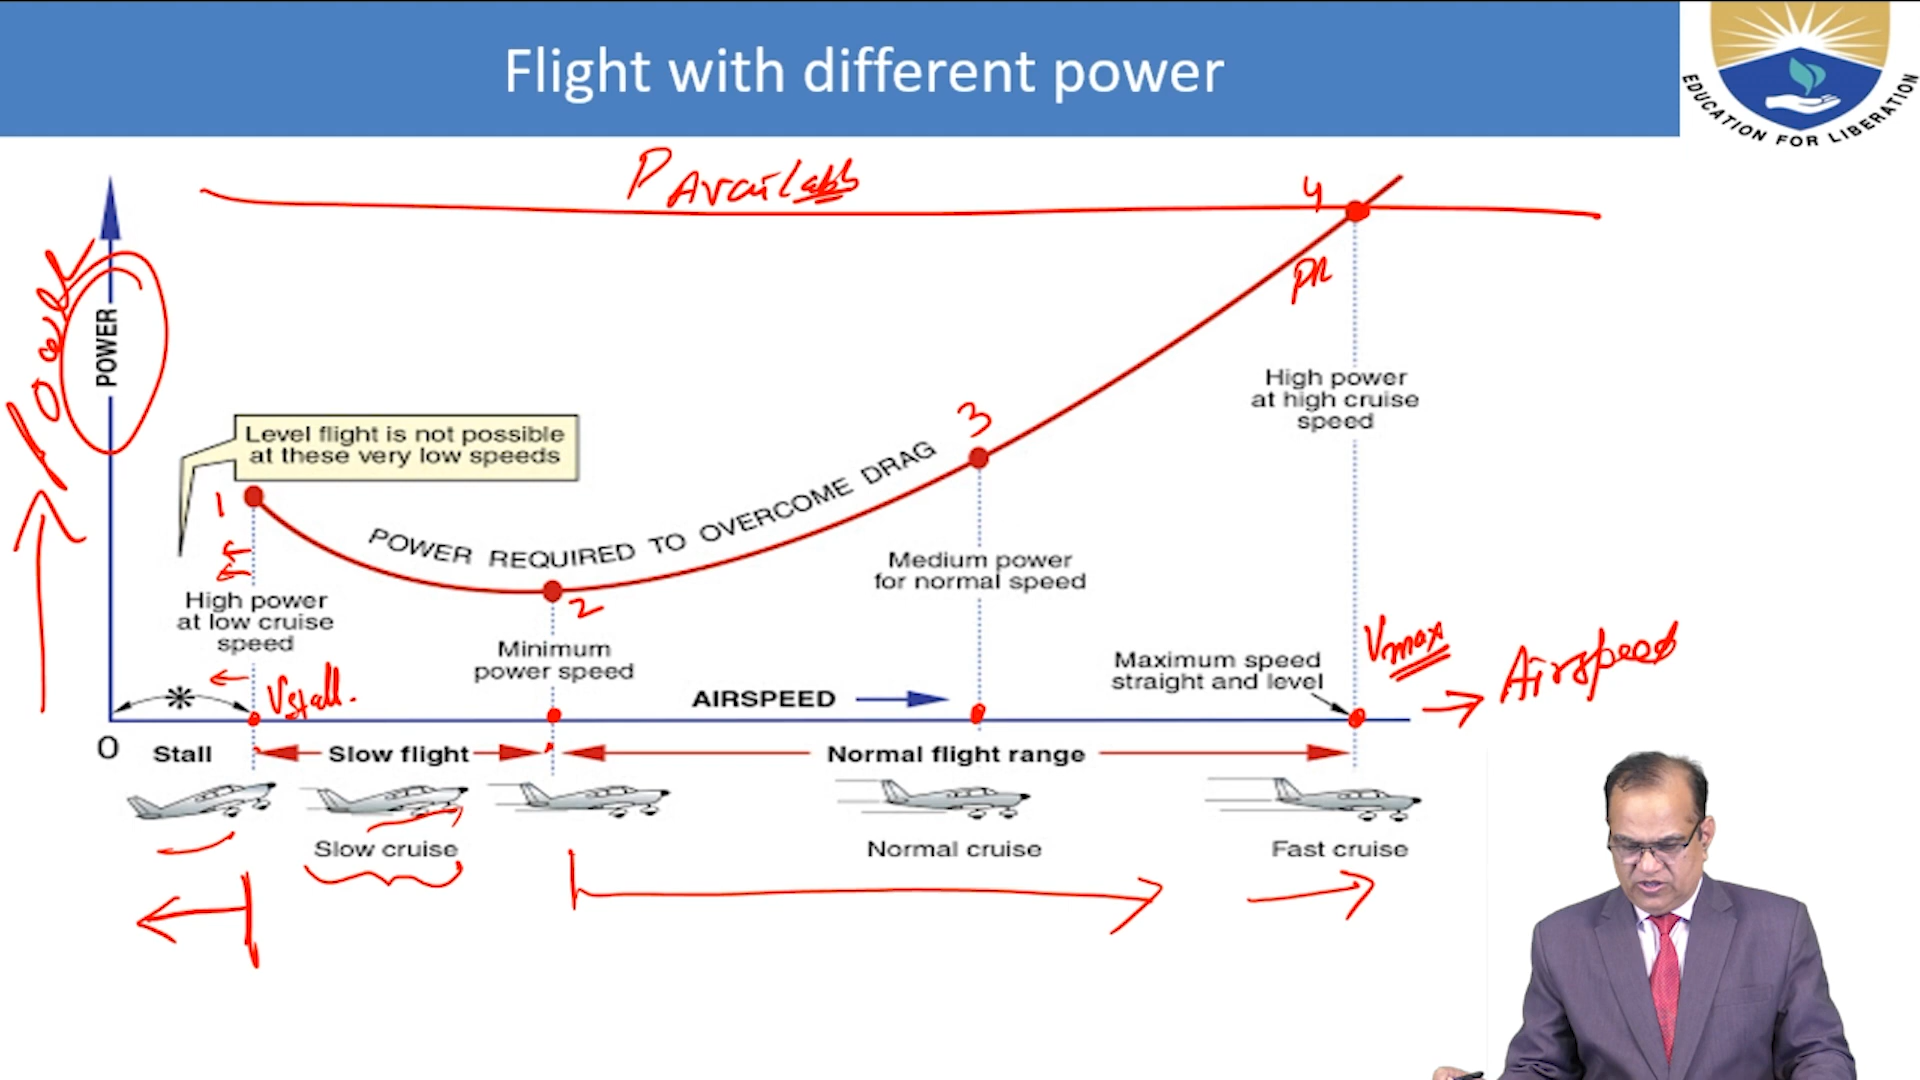 Flight with different power
EDUCATION FOR LIBERATION
P Available
4
PR
POWER
Power
Level flight is not possible
at these very low speeds
1
POWER REQUIRED TO OVERCOME DRAG
3
2
High power
at high cruise
speed
Medium power
for normal speed
High power
at low cruise
speed
Minimum
power speed
Maximum speed
straight and level
Vmax
Airspeed
*
Vstall.
AIRSPEED
0
Stall
Slow flight
Normal flight range
Slow cruise
Normal cruise
Fast cruise